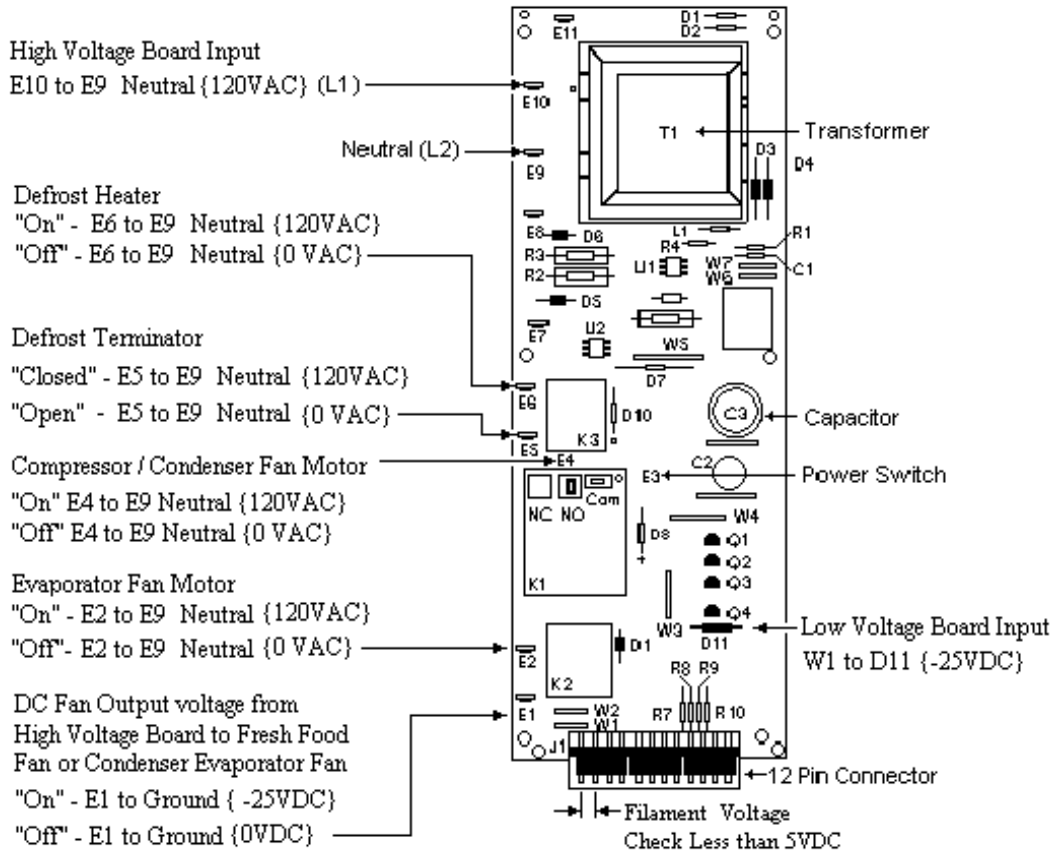 High Voltage Board Input
E10 to E9 Neutral {120VAC} (L1)
Neutral (L2)
Defrost Heater
"On" - E6 to E9 Neutral {120VAC}
"Off" - E6 to E9 Neutral {0 VAC}
Defrost Terminator
"Closed" - E5 to E9 Neutral {120VAC}
"Open" - E5 to E9 Neutral {0 VAC}
Compressor / Condenser Fan Motor
"On" E4 to E9 Neutral {120VAC}
"Off" E4 to E9 Neutral {0 VAC}
Evaporator Fan Motor
"On" - E2 to E9 Neutral {120VAC}
"Off"- E2 to E9 Neutral {0 VAC}
DC Fan Output voltage from
High Voltage Board to Fresh Food
Fan or Condenser Evaporator Fan
"On" - E1 to Ground { -25VDC}
"Off" - E1 to Ground {0VDC}
E11
D1
D2
E10
T1
E9
D3
D4
E8
D6
L1
R4
R3
R2
U1
R1
W7
W6
C1
D5
E7
U2
W5
D7
E6
D10
C3
K3
E5
E4
C2
E3
NC
NO
Com
W4
D8
+
K1
Q1
Q2
Q3
Q4
W3
D11
E2
D1
K2
R8
R9
E1
W2
W1
R7
R10
J1
Transformer
Capacitor
Power Switch
Low Voltage Board Input
W1 to D11 {-25VDC}
12 Pin Connector
Filament Voltage
Check Less than 5VDC